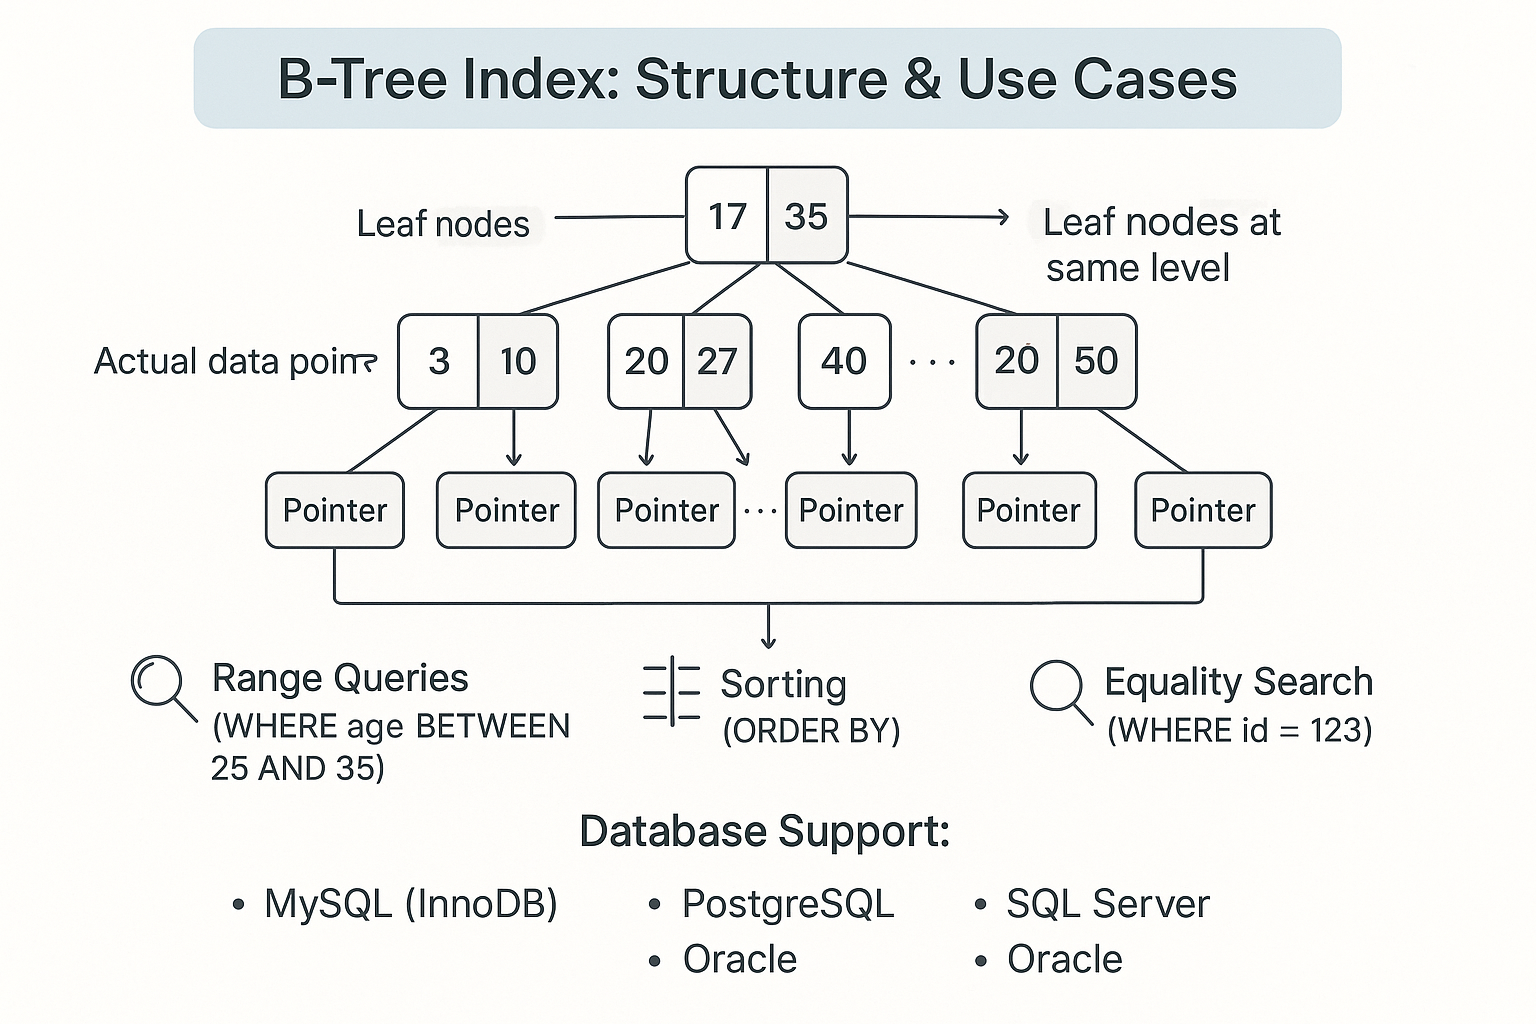 B-Tree Index: Structure & Use Cases
Leaf nodes
17 35
Leaf nodes at
same level
Actual data
3 10
20 27
40
...
20 50
Pointer
Pointer
Pointer
...
Pointer
Pointer
Pointer
Range Queries
(WHERE age BETWEEN
25 AND 35)
Sorting
(ORDER BY)
Equality Search
(WHERE id = 123)
Database Support:
• MySQL (InnoDB)
• PostgreSQL
• Oracle
• SQL Server
• Oracle